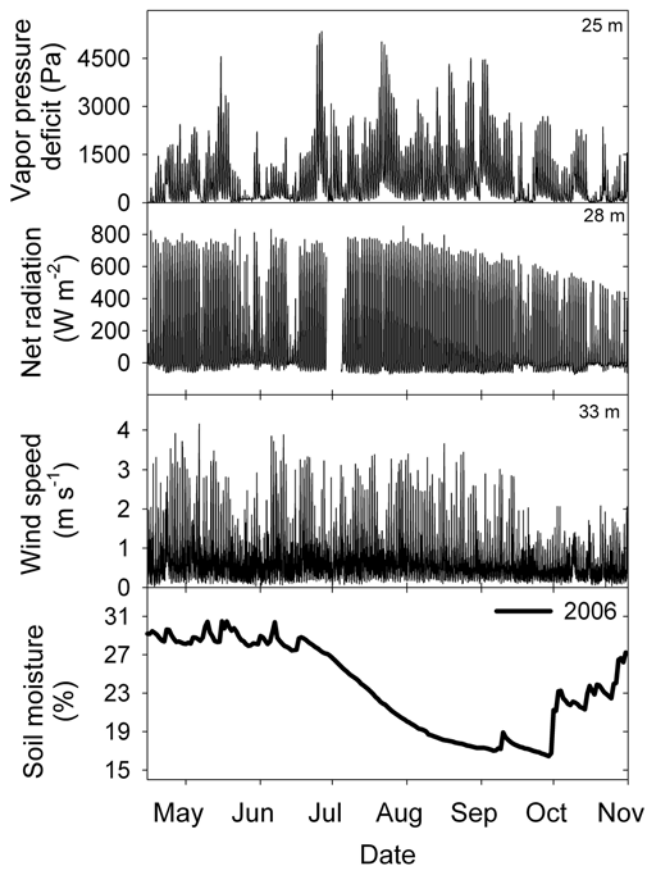 25 m
Vapor pressure
deficit (Pa)
4500
3000
1500
0
28 m
Net radiation
(W m-2)
800
600
400
200
0
33 m
Wind speed
(m s-1)
4
3
2
1
0
2006
Soil moisture
(%)
31
27
23
19
15
May Jun Jul Aug Sep Oct Nov
Date